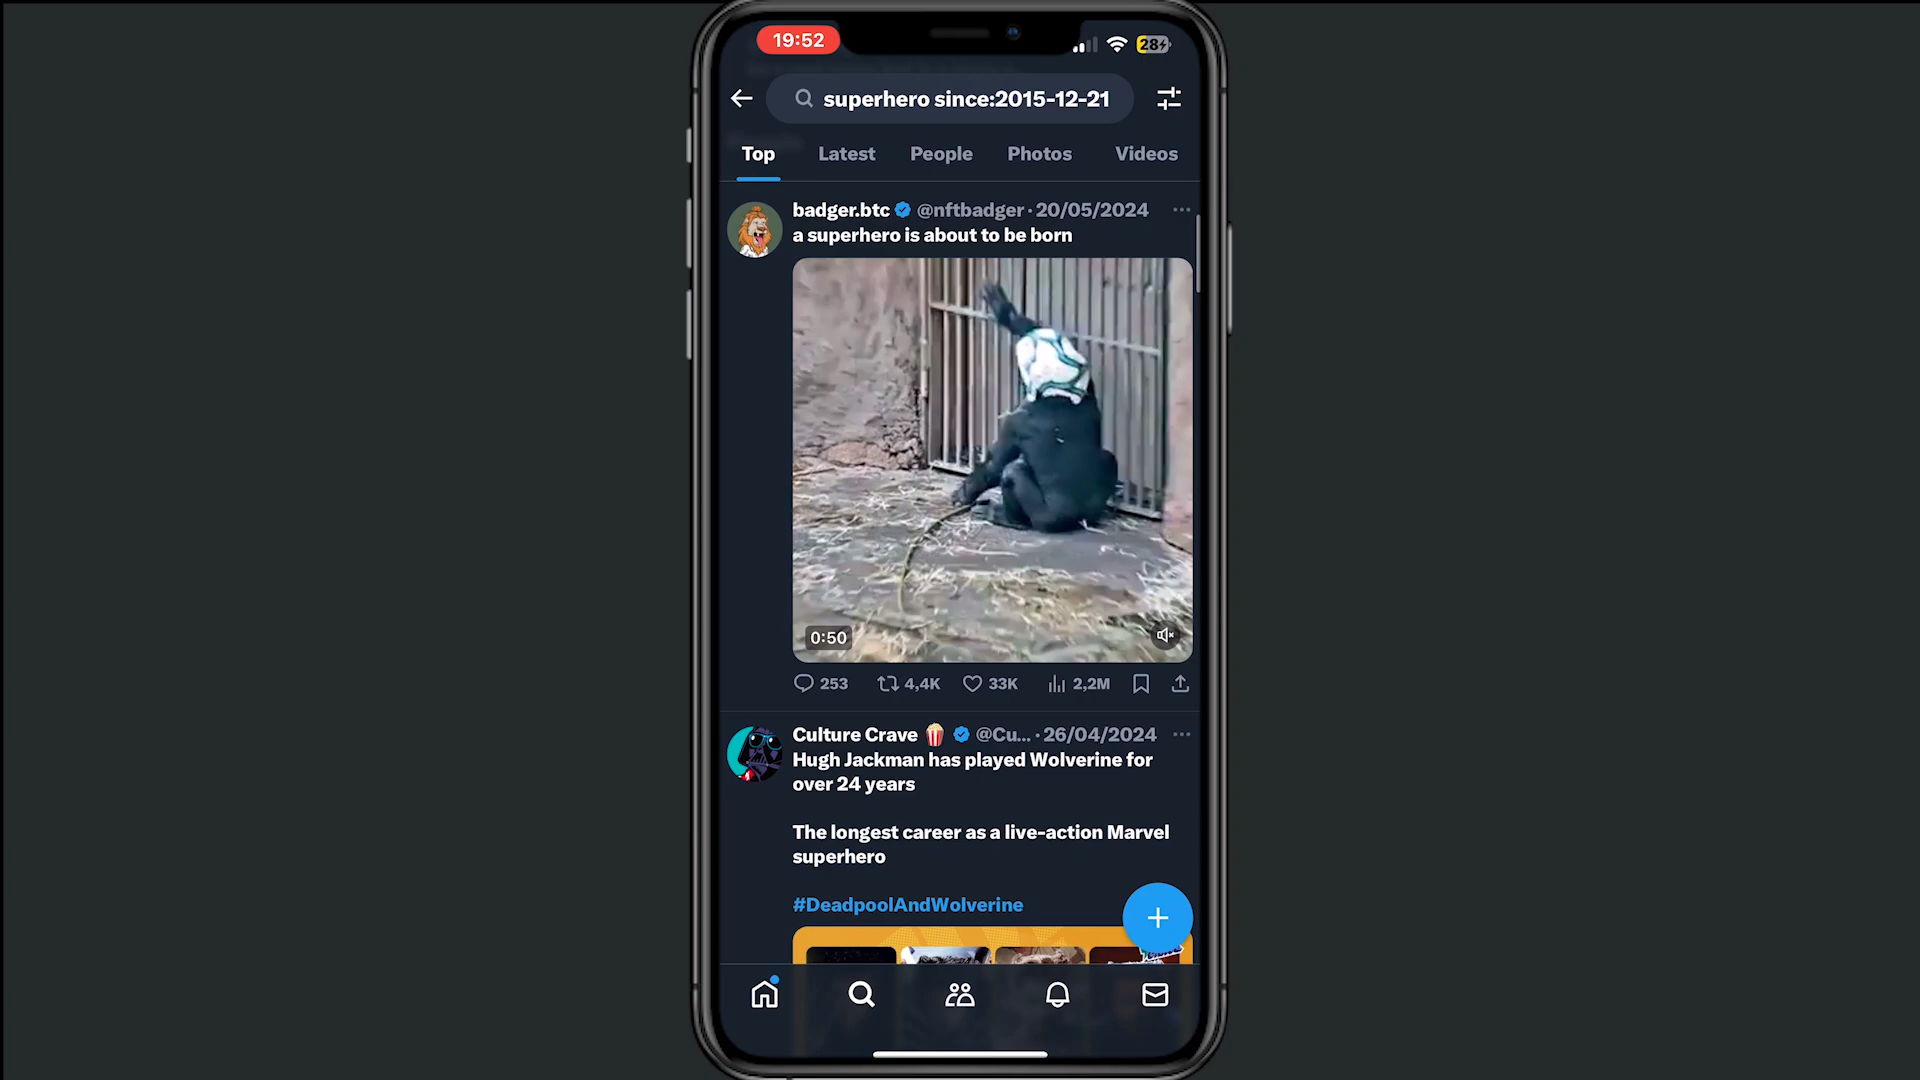 19:52
28
superhero since:2015-12-21
Top Latest People Photos Videos
badger.btc @nftbadger · 20/05/2024
a superhero is about to be born
0:50
253 4,4K 33K 2,2M
Culture Crave @Cu... · 26/04/2024
Hugh Jackman has played Wolverine for
over 24 years
The longest career as a live-action Marvel
superhero
#DeadpoolAndWolverine